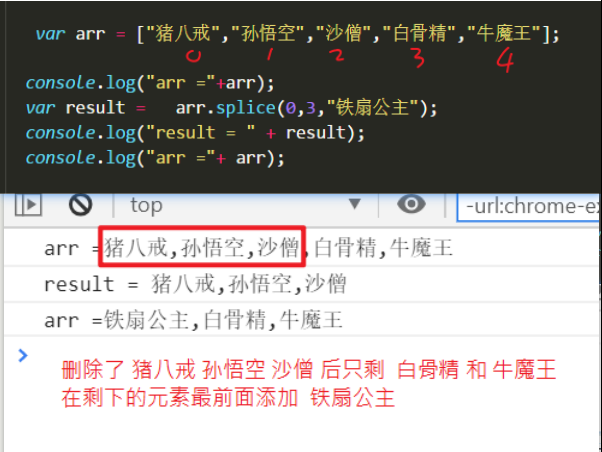 var arr = ["猪八戒","孙悟空","沙僧","白骨精","牛魔王"];
0 1 2 3 4
console.log("arr ="+arr);
var result = arr.splice(0,3,"铁扇公主");
console.log("result = " + result);
console.log("arr ="+ arr);
top -url:chrome-e
arr =猪八戒,孙悟空,沙僧,白骨精,牛魔王
result = 猪八戒,孙悟空,沙僧
arr =铁扇公主,白骨精,牛魔王
删除了 猪八戒 孙悟空 沙僧 后只剩 白骨精 和 牛魔王
在剩下的元素最前面添加 铁扇公主